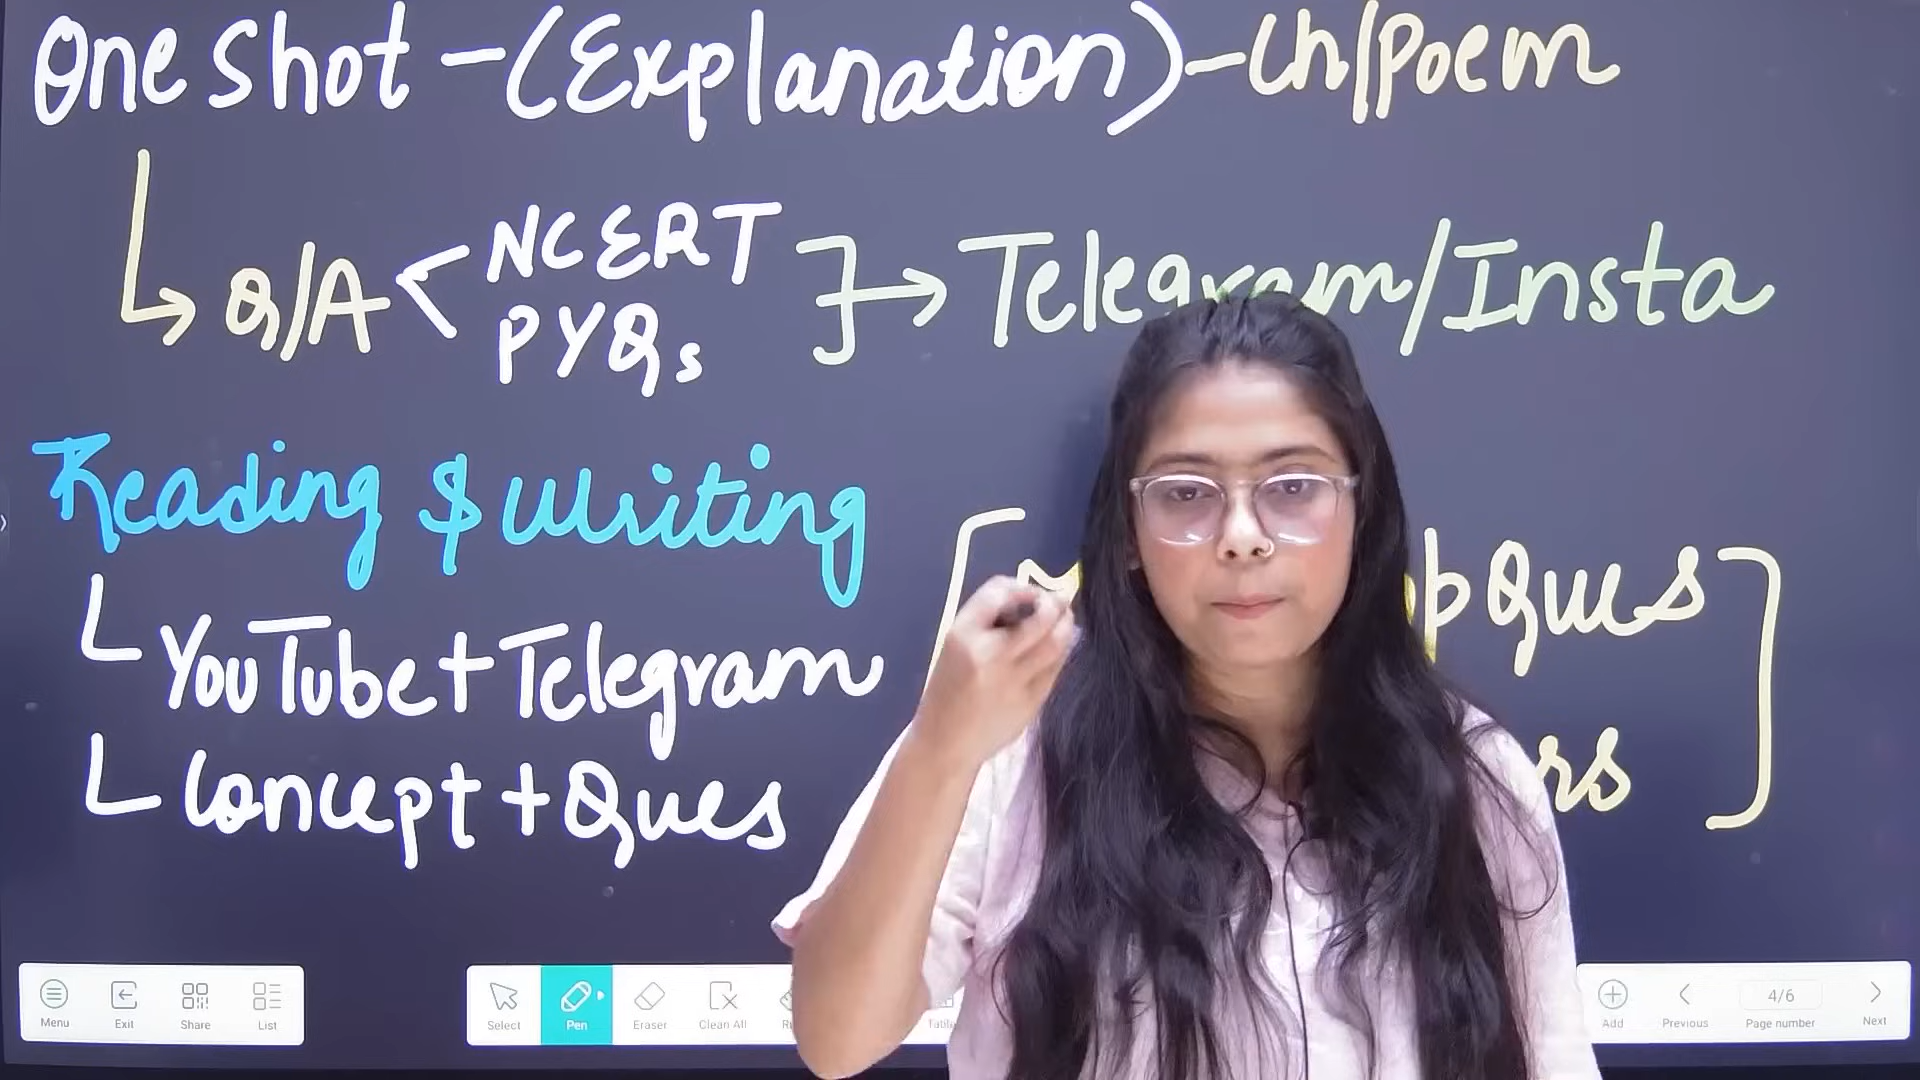 One Shot - (Explanation) - Ch/Poem
Q/A NCERT PYQs → Telegram/Insta
Reading & Writing
YouTube + Telegram
Concept + Ques
Ques
Menu Exit Share List
Select Pen Eraser Clean All
Add Previous 4/6 Page number Next